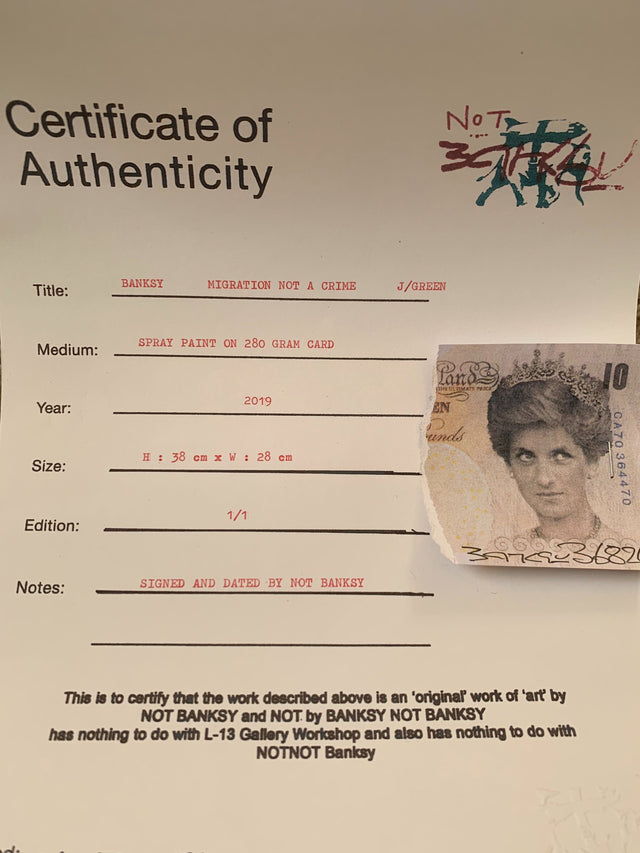 Certificate of
Authenticity
NOT
BANKSY
Title: BANKSY MIGRATION NOT A CRIME J/GREEN
Medium: SPRAY PAINT ON 280 GRAM CARD
Year: 2019
Size: H : 38 cm x W : 28 cm
Edition: 1/1
Notes: SIGNED AND DATED BY NOT BANKSY
10
CA70 364470
This is to certify that the work described above is an 'original' work of 'art' by
NOT BANKSY and NOT by BANKSY NOT BANKSY
has nothing to do with L-13 Gallery Workshop and also has nothing to do with
NOTNOT Banksy